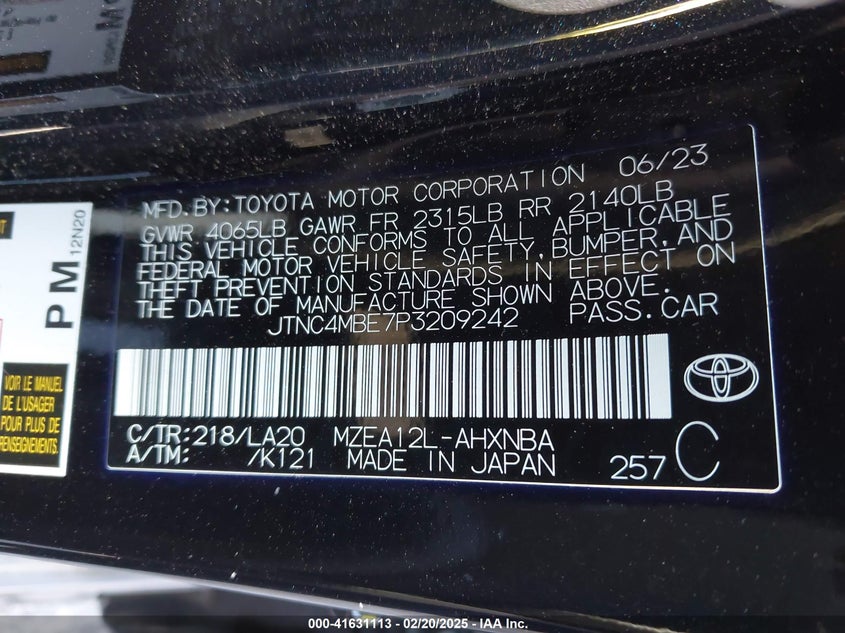 06/23
MFD.BY:TOYOTA MOTOR CORPORATION
GVWR 4065LB GAWR FR 2315LB RR 2140LB
THIS VEHICLE CONFORMS TO ALL APPLICABLE
FEDERAL MOTOR VEHICLE SAFETY,BUMPER,AND
THEFT PREVENTION STANDARDS IN EFFECT ON
THE DATE OF MANUFACTURE SHOWN ABOVE.
JTNC4MBE7P3209242 PASS.CAR
C/TR:218/LA20 MZEA12L-AHXNBA
A/TM: /K121 MADE IN JAPAN 257 C
PM
12N20
VOIR LE MANUEL
DE L'USAGER
POUR PLUS DE
RENSEIGNEMENTS
000-41631113 - 02/20/2025 - IAA Inc.